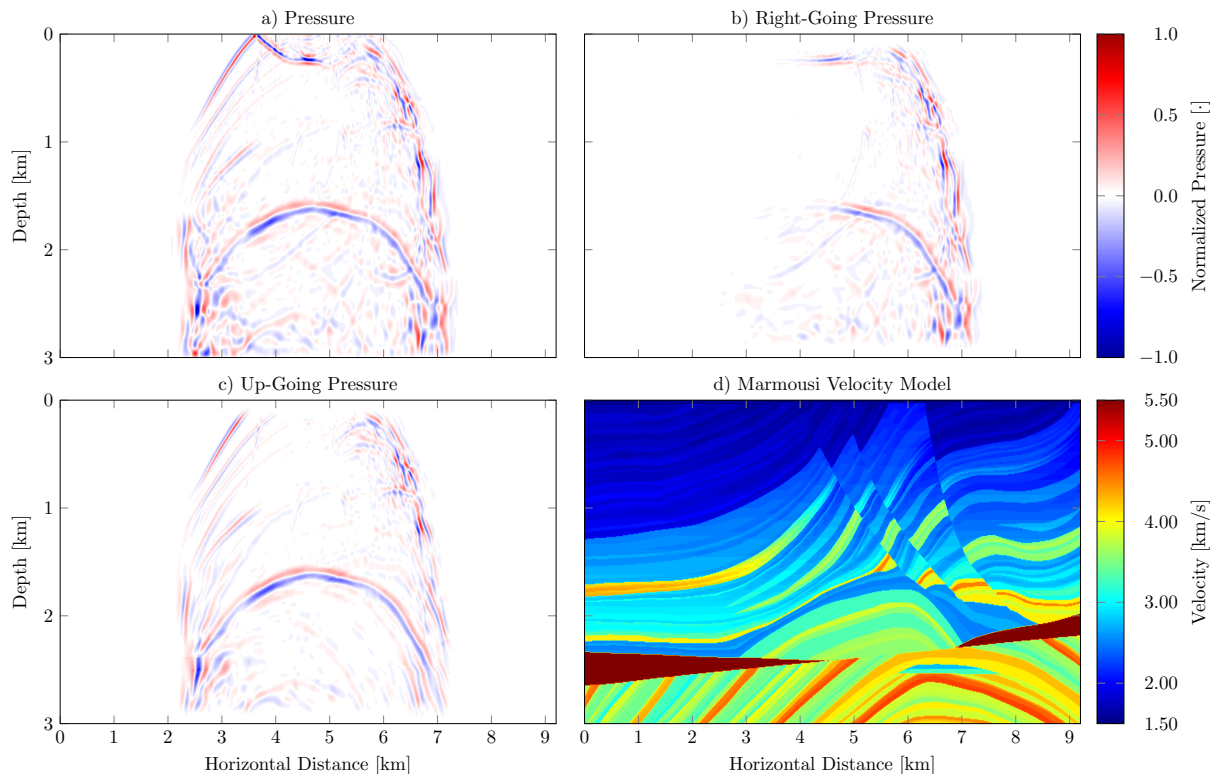 a) Pressure
b) Right-Going Pressure
0
1
2
3
Depth [km]
1.0
0.5
0.0
−0.5
−1.0
Normalized Pressure [·]
c) Up-Going Pressure
d) Marmousi Velocity Model
0
1
2
3
Depth [km]
5.50
5.00
4.00
3.00
2.00
1.50
Velocity [km/s]
0 1 2 3 4 5 6 7 8 9
0 1 2 3 4 5 6 7 8 9
Horizontal Distance [km]
Horizontal Distance [km]